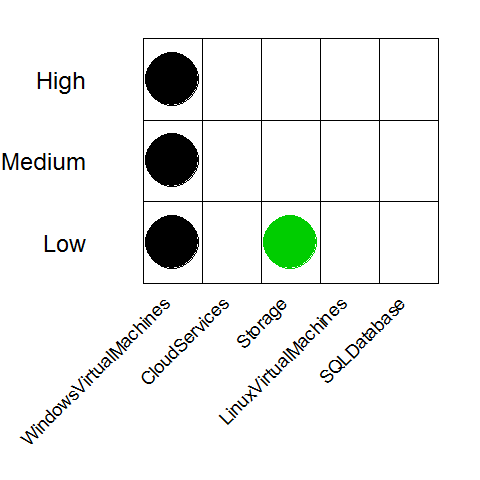 High
Medium
Low
WindowsVirtualMachines
CloudServices
Storage
LinuxVirtualMachines
SQLDatabase